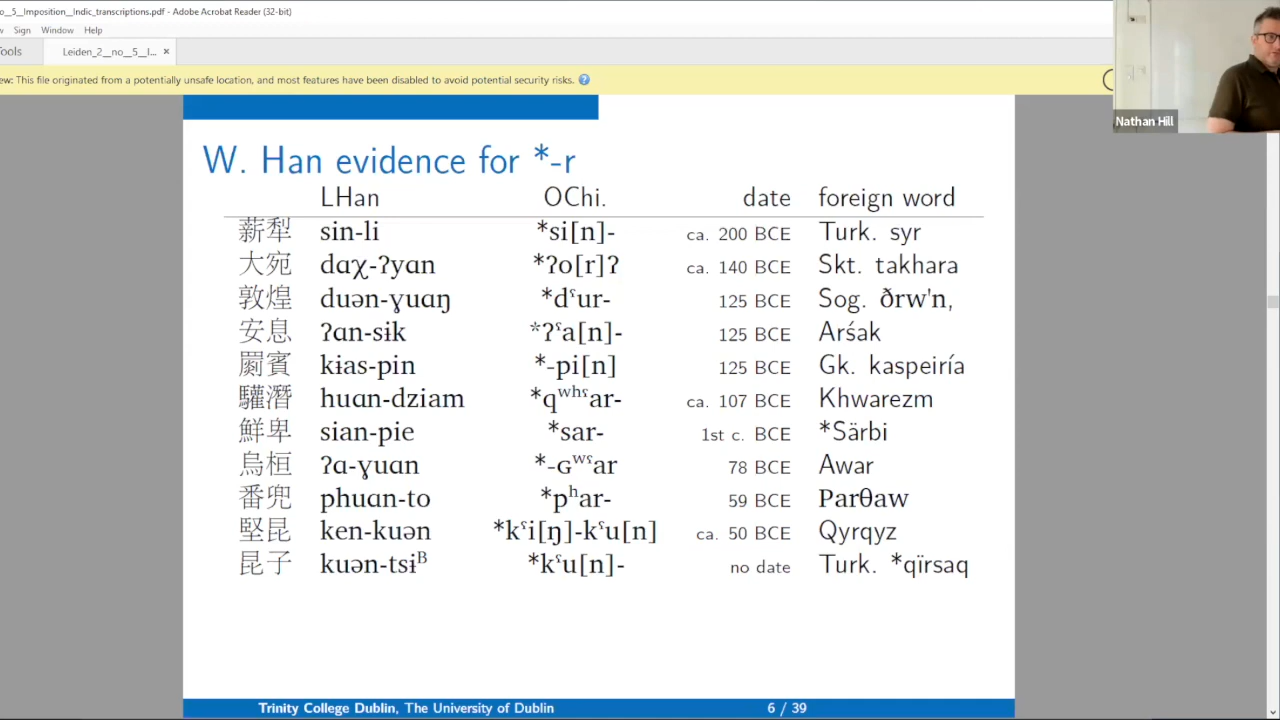 no_5__Imposition__Indic_transcriptions.pdf - Adobe Acrobat Reader (32-bit)
w Sign Window Help
Tools Leiden_2__no_5__I... ×
ew: This file originated from a potentially unsafe location, and most features have been disabled to avoid potential security risks. ?
Nathan Hill
W. Han evidence for *-r
LHan OChi. date foreign word
薪犁 sin-li *si[n]- ca. 200 BCE Turk. syr
大宛 dɑχ-ʔyɑn *ʔo[r]ʔ ca. 140 BCE Skt. takhara
敦煌 duən-ɣuɑŋ *dˤur- 125 BCE Sog. ðrw'n,
安息 ʔɑn-sɨk *ʔˤa[n]- 125 BCE Arśak
罽賓 kɨas-pin *-pi[n] 125 BCE Gk. kaspeiría
驩潛 huɑn-dziam *qʷʰˤar- ca. 107 BCE Khwarezm
鮮卑 sian-pie *sar- 1st c. BCE *Särbi
烏桓 ʔɑ-ɣuɑn *-ɢʷˤar 78 BCE Awar
番兜 phuɑn-to *pʰar- 59 BCE Parθaw
堅昆 ken-kuən *kˤi[ŋ]-kˤu[n] ca. 50 BCE Qyrqyz
昆子 kuən-tsɨᴮ *kˤu[n]- no date Turk. *qïrsaq
Trinity College Dublin, The University of Dublin 6 / 39